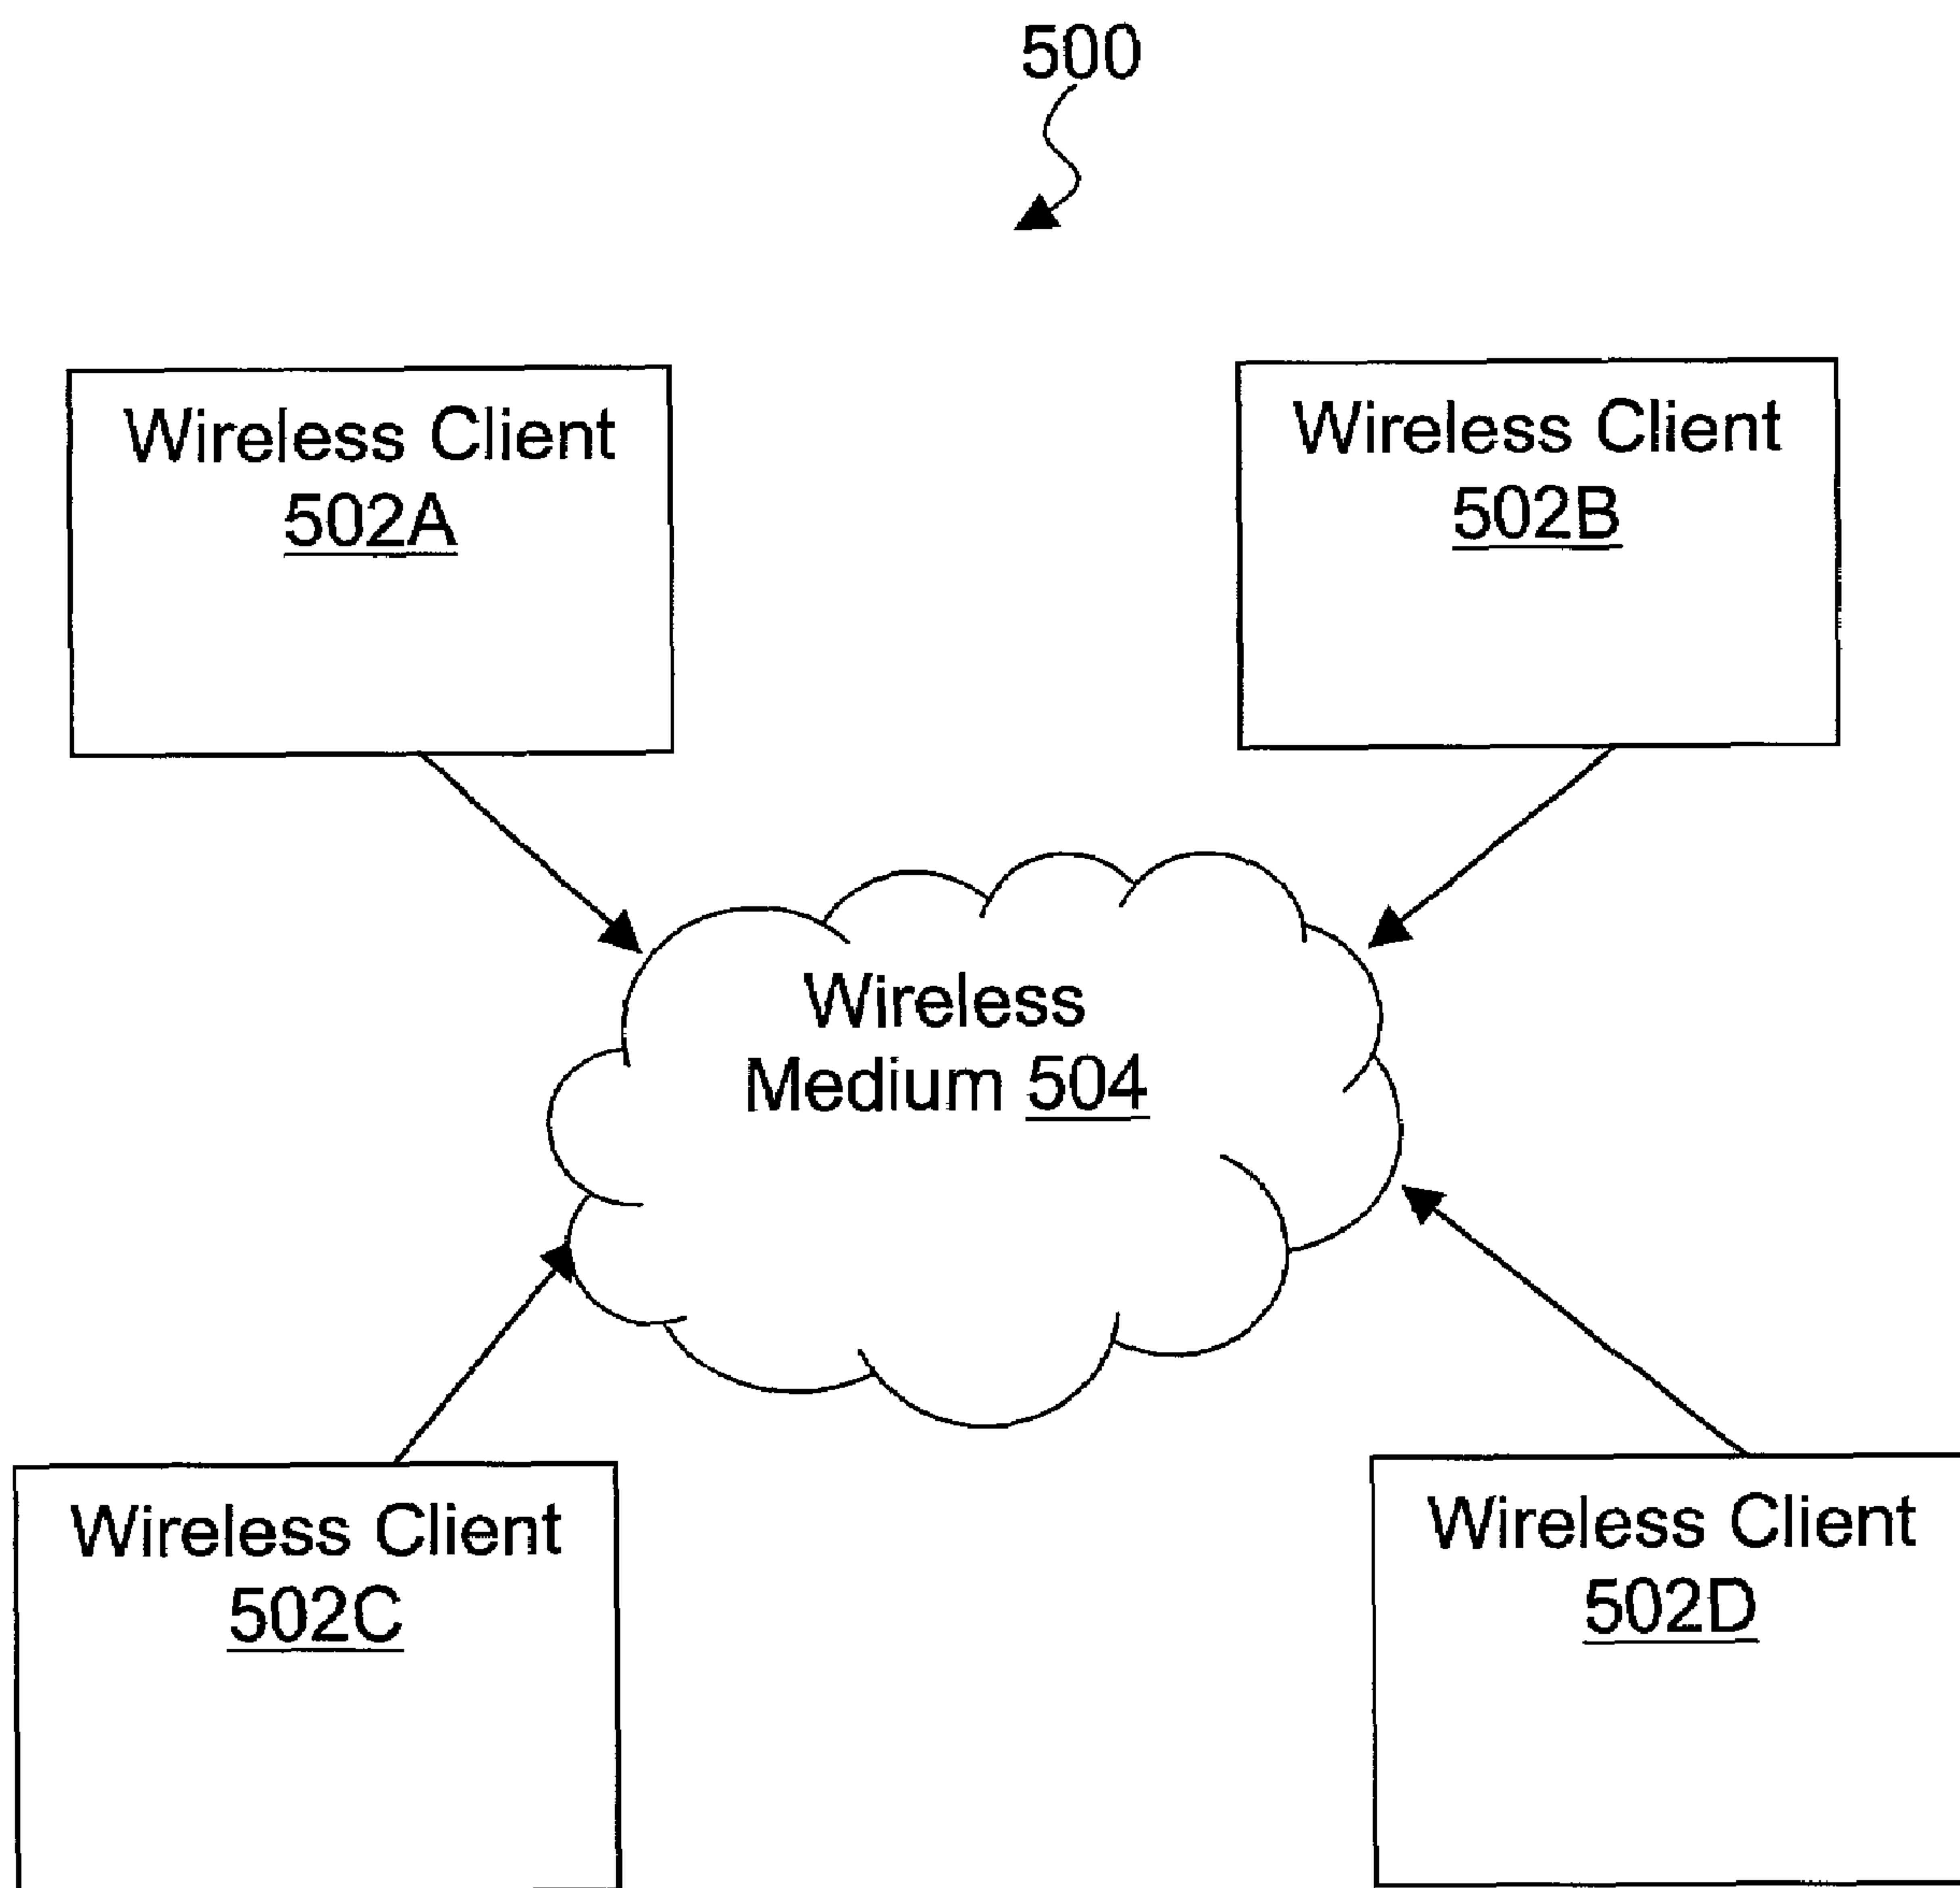 500
Wireless Client
502A
Wireless Client
502B
Wireless
Medium 504
Wireless Client
502C
Wireless Client
502D